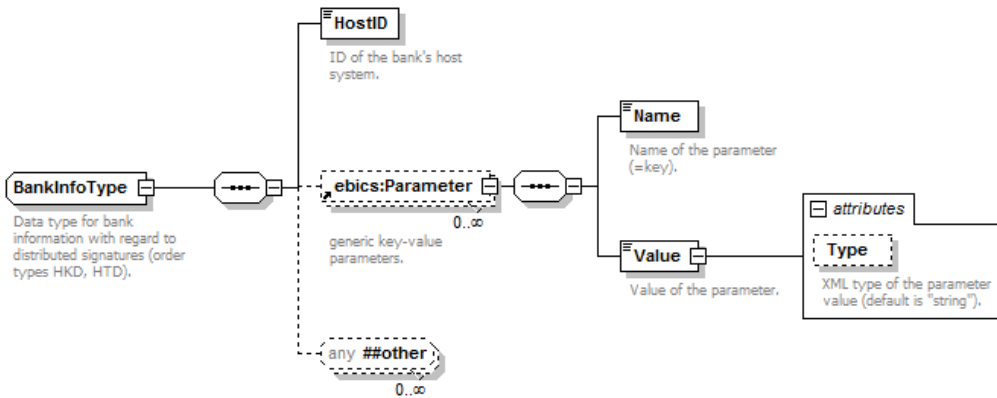 HostID
ID of the bank's host
system.
BankInfoType
Data type for bank
information with regard to
distributed signatures (order
types HKD, HTD).
ebics:Parameter
0..∞
generic key-value
parameters.
Name
Name of the parameter
(=key).
Value
Value of the parameter.
attributes
Type
XML type of the parameter
value (default is "string").
any ##other
0..∞